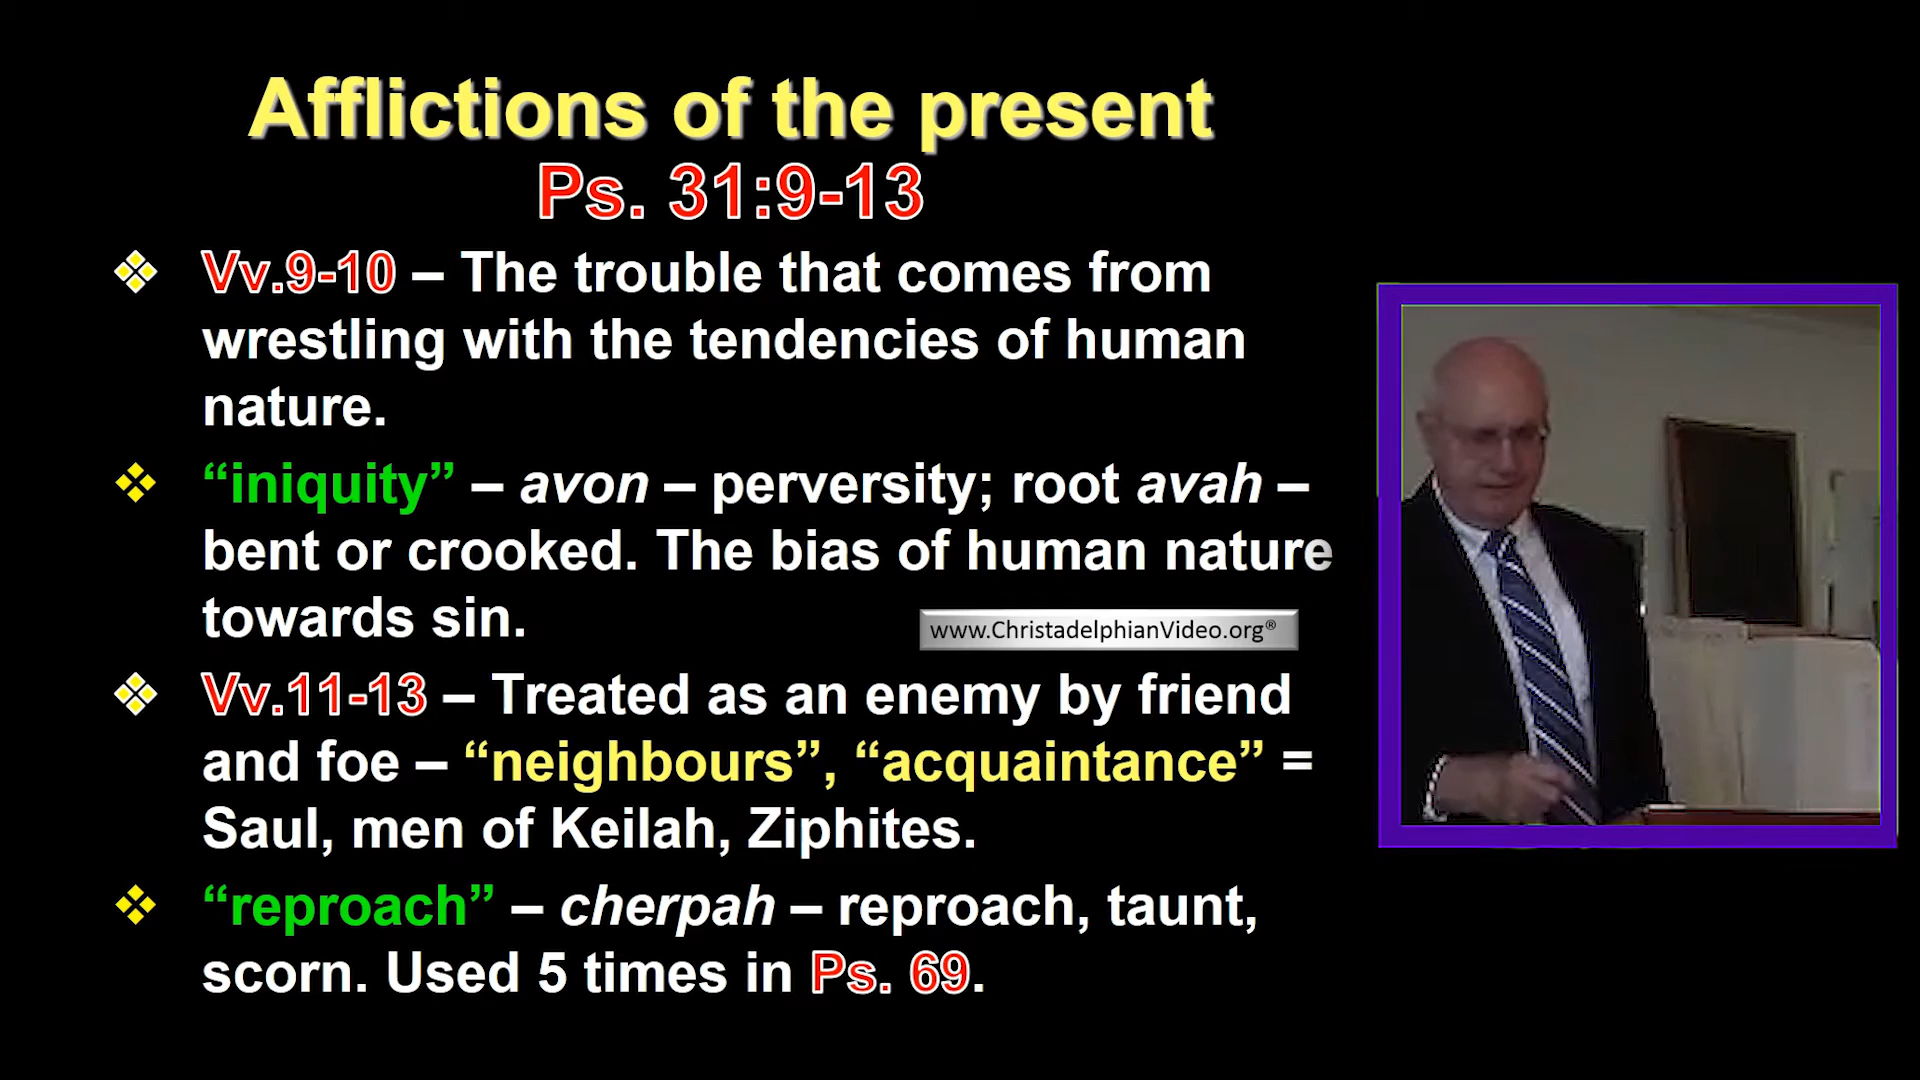 Afflictions of the present
Ps. 31:9-13
Vv.9-10 – The trouble that comes from
wrestling with the tendencies of human
nature.
“iniquity” – avon – perversity; root avah –
bent or crooked. The bias of human nature
towards sin.
www.ChristadelphianVideo.org®
Vv.11-13 – Treated as an enemy by friend
and foe – “neighbours”, “acquaintance” =
Saul, men of Keilah, Ziphites.
“reproach” – cherpah – reproach, taunt,
scorn. Used 5 times in Ps. 69.